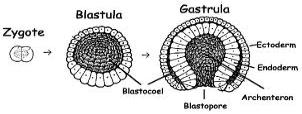 Zygote
Blastula
Gastrula
Ectoderm
Endoderm
Blastocoel
Archenteron
Blastopore